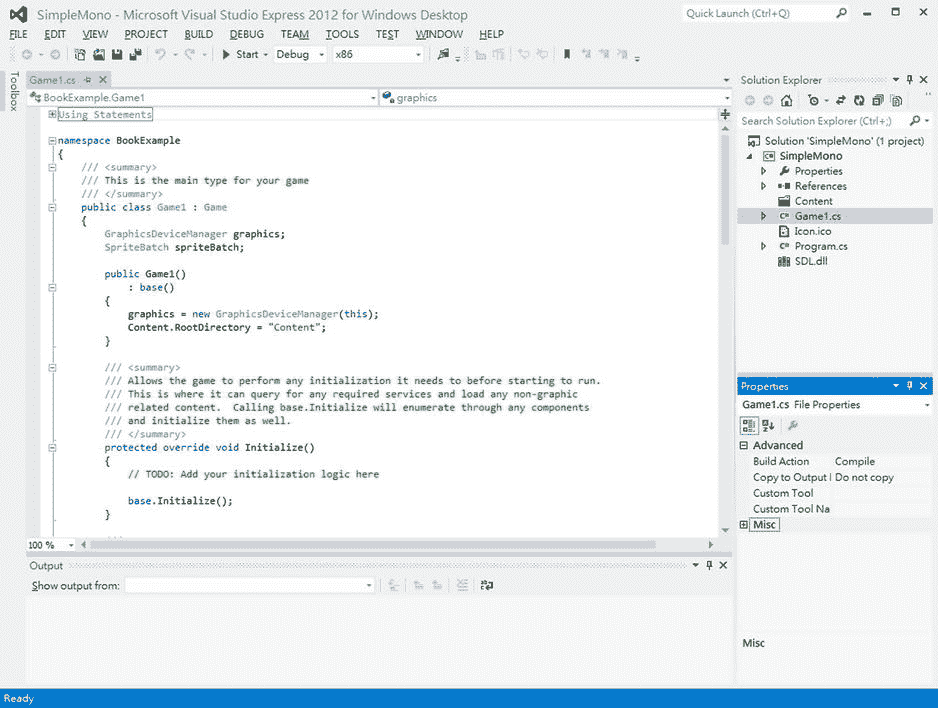 SimpleMono - Microsoft Visual Studio Express 2012 for Windows Desktop
Quick Launch (Ctrl+Q)
FILE EDIT VIEW PROJECT BUILD DEBUG TEAM TOOLS TEST WINDOW HELP
Start Debug x86
Toolbox
Game1.cs
BookExample.Game1 graphics
Using Statements
namespace BookExample
{
/// <summary>
/// This is the main type for your game
/// </summary>
public class Game1 : Game
{
GraphicsDeviceManager graphics;
SpriteBatch spriteBatch;
public Game1()
: base()
{
graphics = new GraphicsDeviceManager(this);
Content.RootDirectory = "Content";
}
/// <summary>
/// Allows the game to perform any initialization it needs to before starting to run.
/// This is where it can query for any required services and load any non-graphic
/// related content.  Calling base.Initialize will enumerate through any components
/// and initialize them as well.
/// </summary>
protected override void Initialize()
{
// TODO: Add your initialization logic here
base.Initialize();
}
100 %
Output
Show output from:
Solution Explorer
Search Solution Explorer (Ctrl+;)
Solution 'SimpleMono' (1 project)
SimpleMono
Properties
References
Content
Game1.cs
Icon.ico
Program.cs
SDL.dll
Properties
Game1.cs File Properties
Advanced
Build Action Compile
Copy to Output Do not copy
Custom Tool
Custom Tool Na
Misc
Misc
Ready